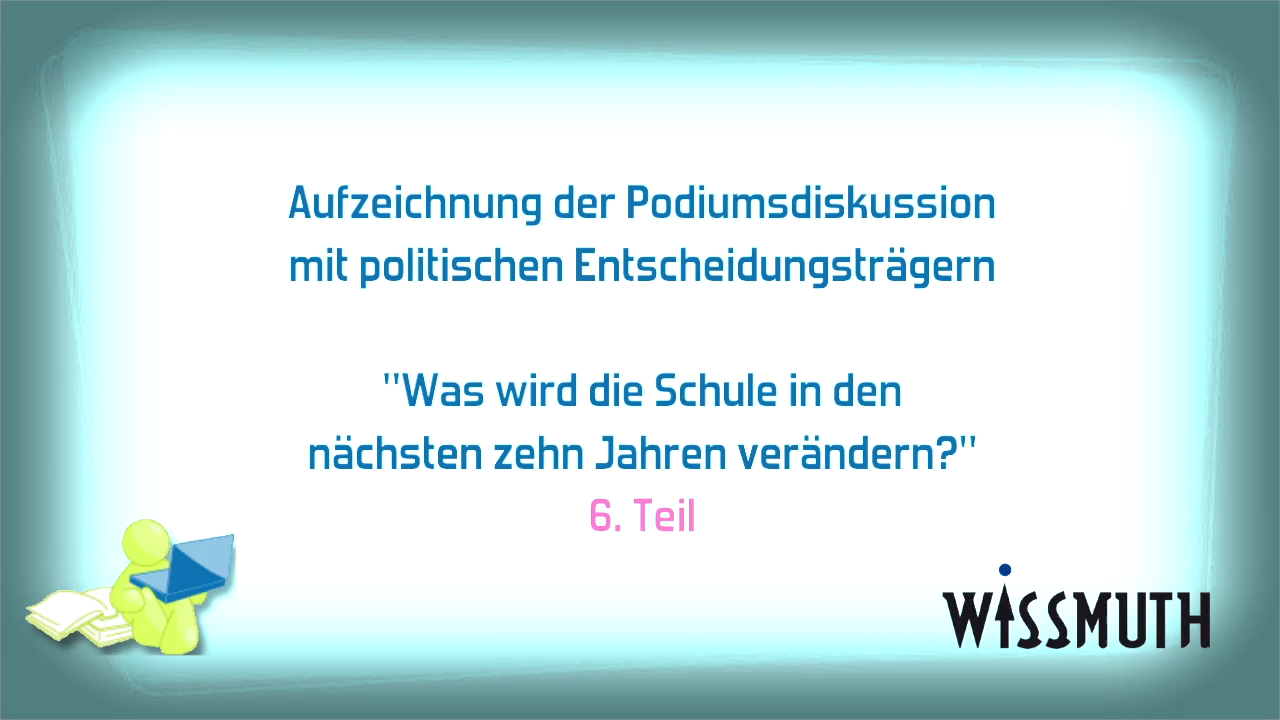 Aufzeichnung der Podiumsdiskussion
mit politischen Entscheidungsträgern
"Was wird die Schule in den
nächsten zehn Jahren verändern?"
6. Teil
WiSSMUTH